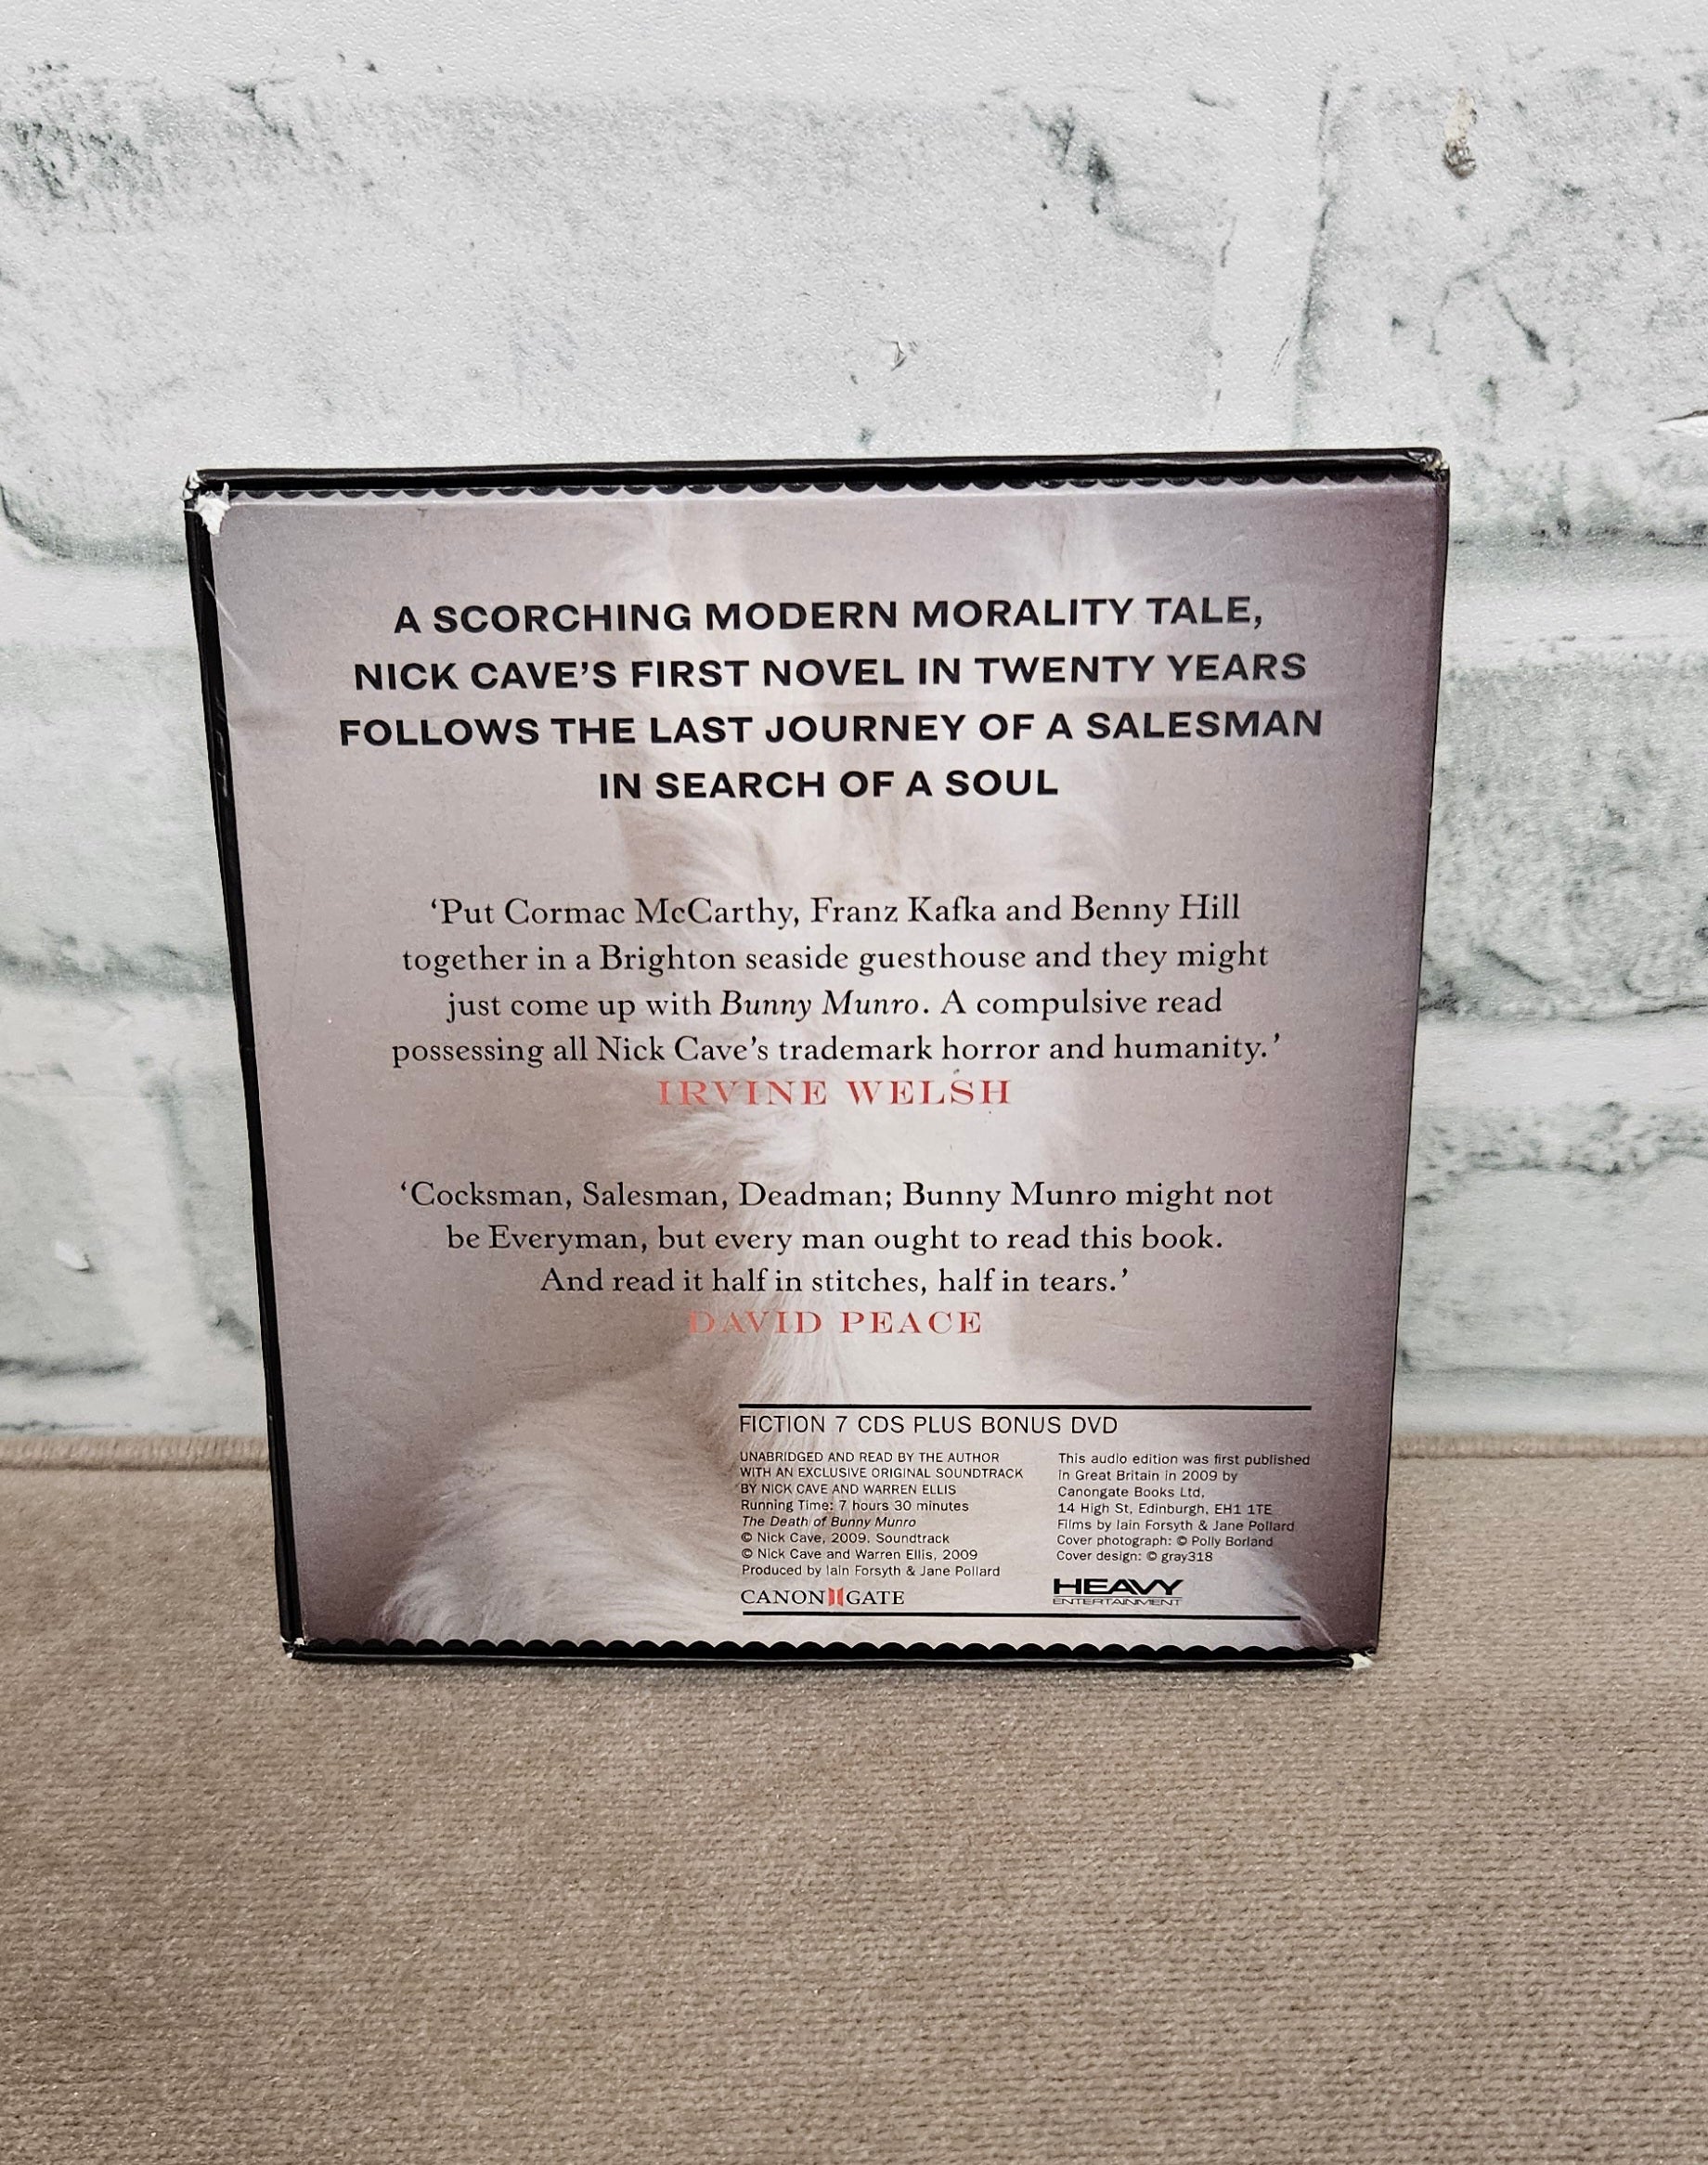 A SCORCHING MODERN MORALITY TALE,
NICK CAVE'S FIRST NOVEL IN TWENTY YEARS
FOLLOWS THE LAST JOURNEY OF A SALESMAN
IN SEARCH OF A SOUL
‘Put Cormac McCarthy, Franz Kafka and Benny Hill
together in a Brighton seaside guesthouse and they might
just come up with Bunny Munro. A compulsive read
possessing all Nick Cave’s trademark horror and humanity.’
IRVINE WELSH
‘Cocksman, Salesman, Deadman; Bunny Munro might not
be Everyman, but every man ought to read this book.
And read it half in stitches, half in tears.’
DAVID PEACE
FICTION 7 CDS PLUS BONUS DVD
UNABRIDGED AND READ BY THE AUTHOR
WITH AN EXCLUSIVE ORIGINAL SOUNDTRACK
BY NICK CAVE AND WARREN ELLIS
Running Time: 7 hours 30 minutes
The Death of Bunny Munro
© Nick Cave, 2009, Soundtrack
© Nick Cave and Warren Ellis, 2009
Produced by Iain Forsyth & Jane Pollard
CANONGATE
This audio edition was first published
in Great Britain in 2009 by
Canongate Books Ltd,
14 High St, Edinburgh, EH1 1TE
Films by Iain Forsyth & Jane Pollard
Cover photograph: © Polly Borland
Cover design: © gray318
HEAVY
ENTERTAINMENT